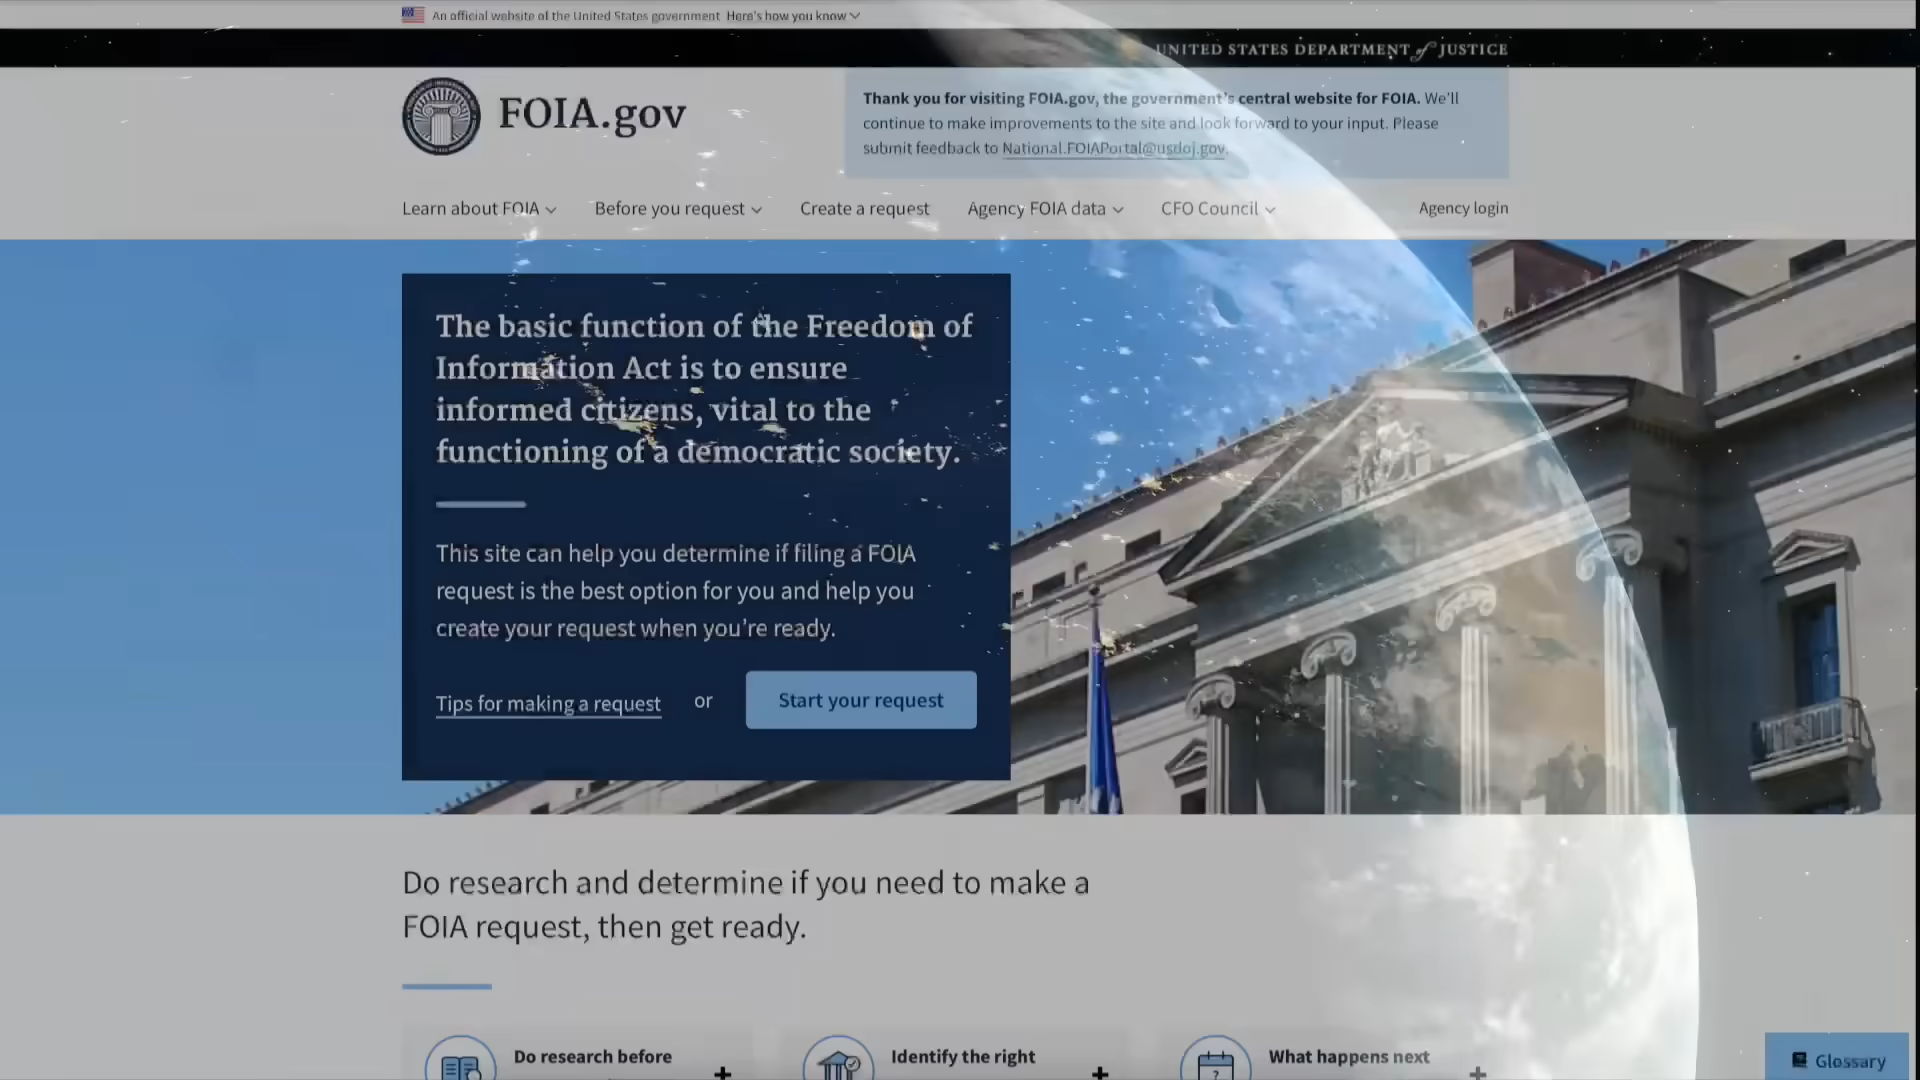 An official website of the United States government Here's how you know
UNITED STATES DEPARTMENT of JUSTICE
FOIA.gov
Thank you for visiting FOIA.gov, the government's central website for FOIA. We'll
continue to make improvements to the site and look forward to your input. Please
submit feedback to National.FOIAPortal@usdoj.gov.
Learn about FOIA
Before you request
Create a request
Agency FOIA data
CFO Council
Agency login
The basic function of the Freedom of
Information Act is to ensure
informed citizens, vital to the
functioning of a democratic society.
This site can help you determine if filing a FOIA
request is the best option for you and help you
create your request when you're ready.
Tips for making a request
or
Start your request
Do research and determine if you need to make a
FOIA request, then get ready.
Do research before
+
Identify the right
+
What happens next
+
?
Glossary